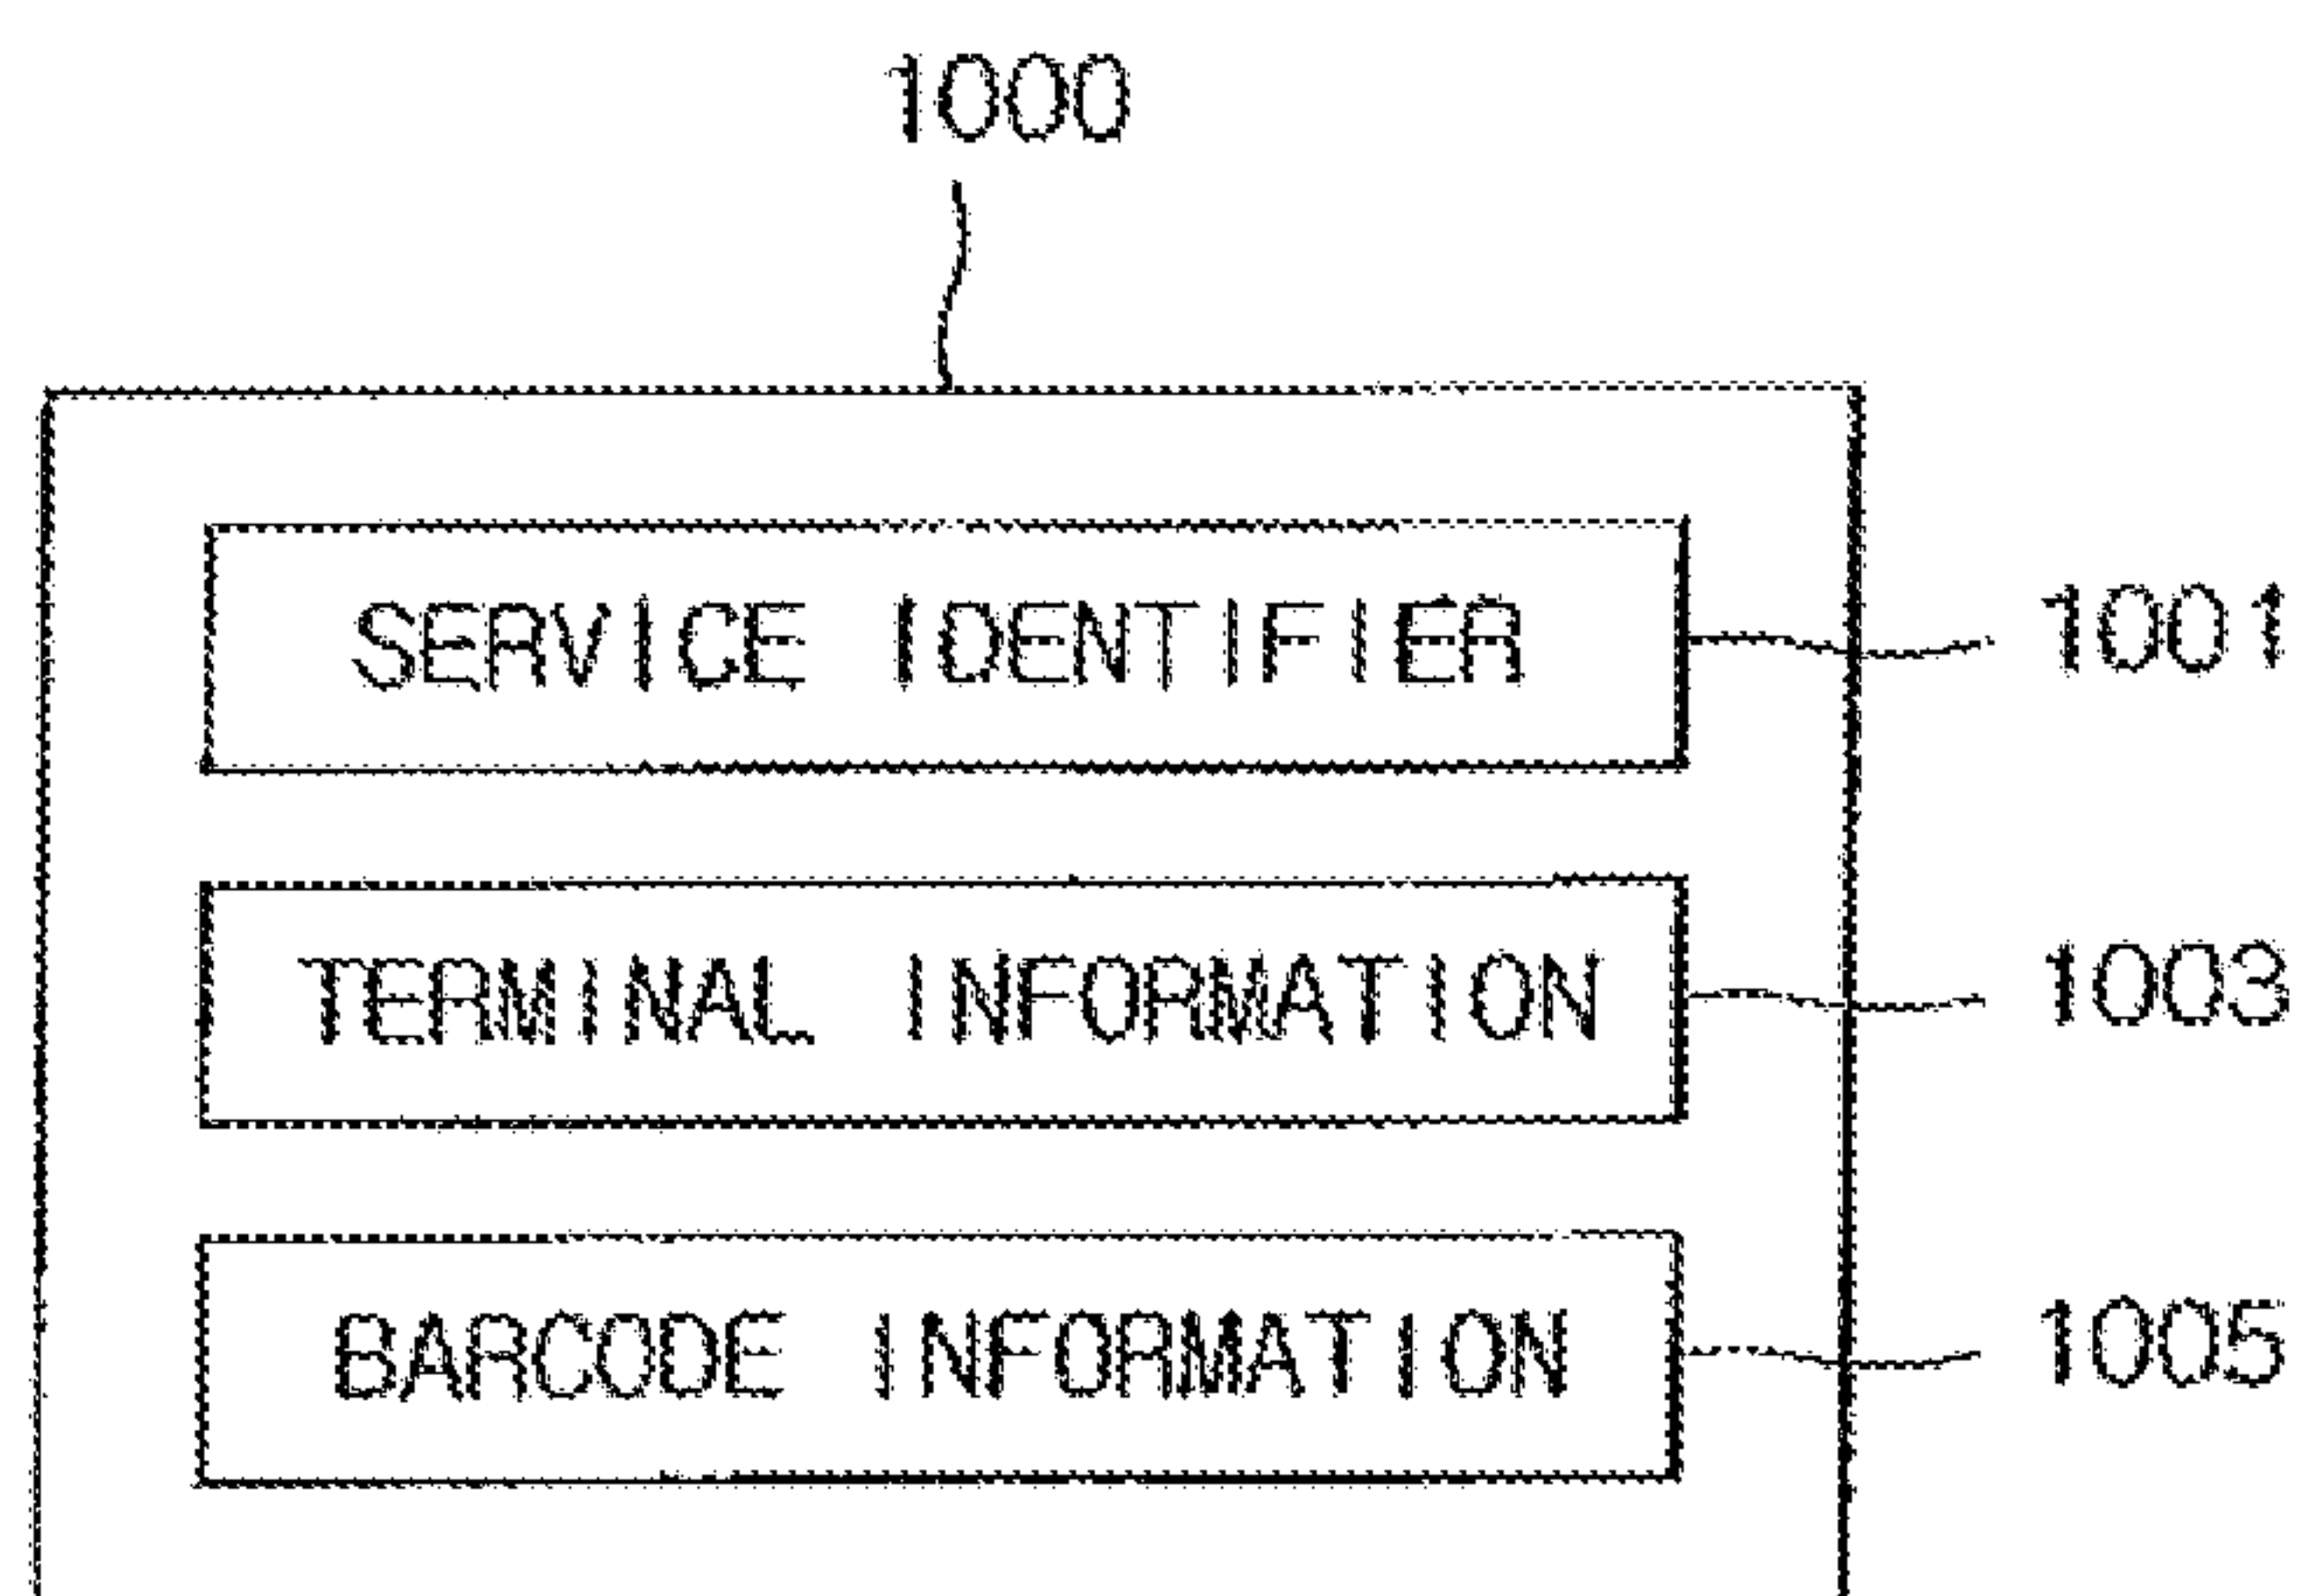 1000
SERVICE IDENTIFIER 1001
TERMINAL INFORMATION 1003
BARCODE INFORMATION 1005